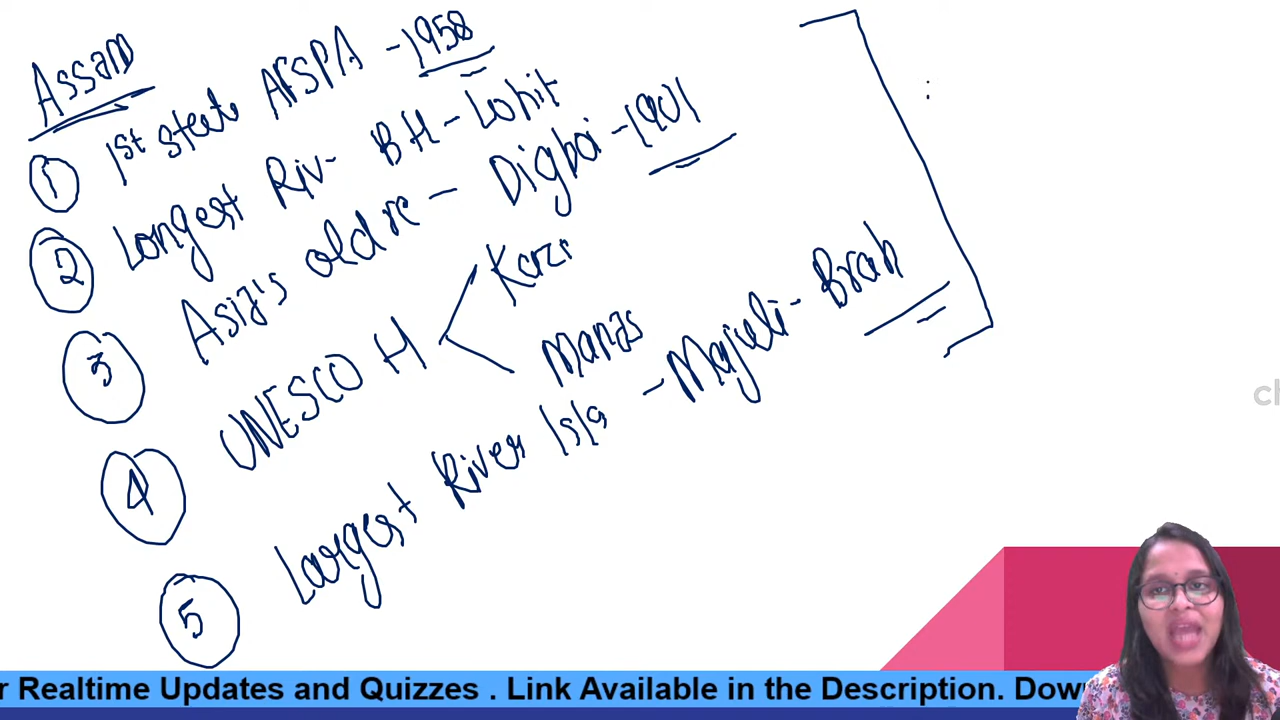 Assam
① 1st state AFSPA - 1958
② Longest Riv - BH - Lohit
③ Asia's old re - Digboi - 1901
④ UNESCO H < Kazi
Manas
⑤ Largest River Isla - Majuli - Brah
ch
r Realtime Updates and Quizzes . Link Available in the Description. Dow